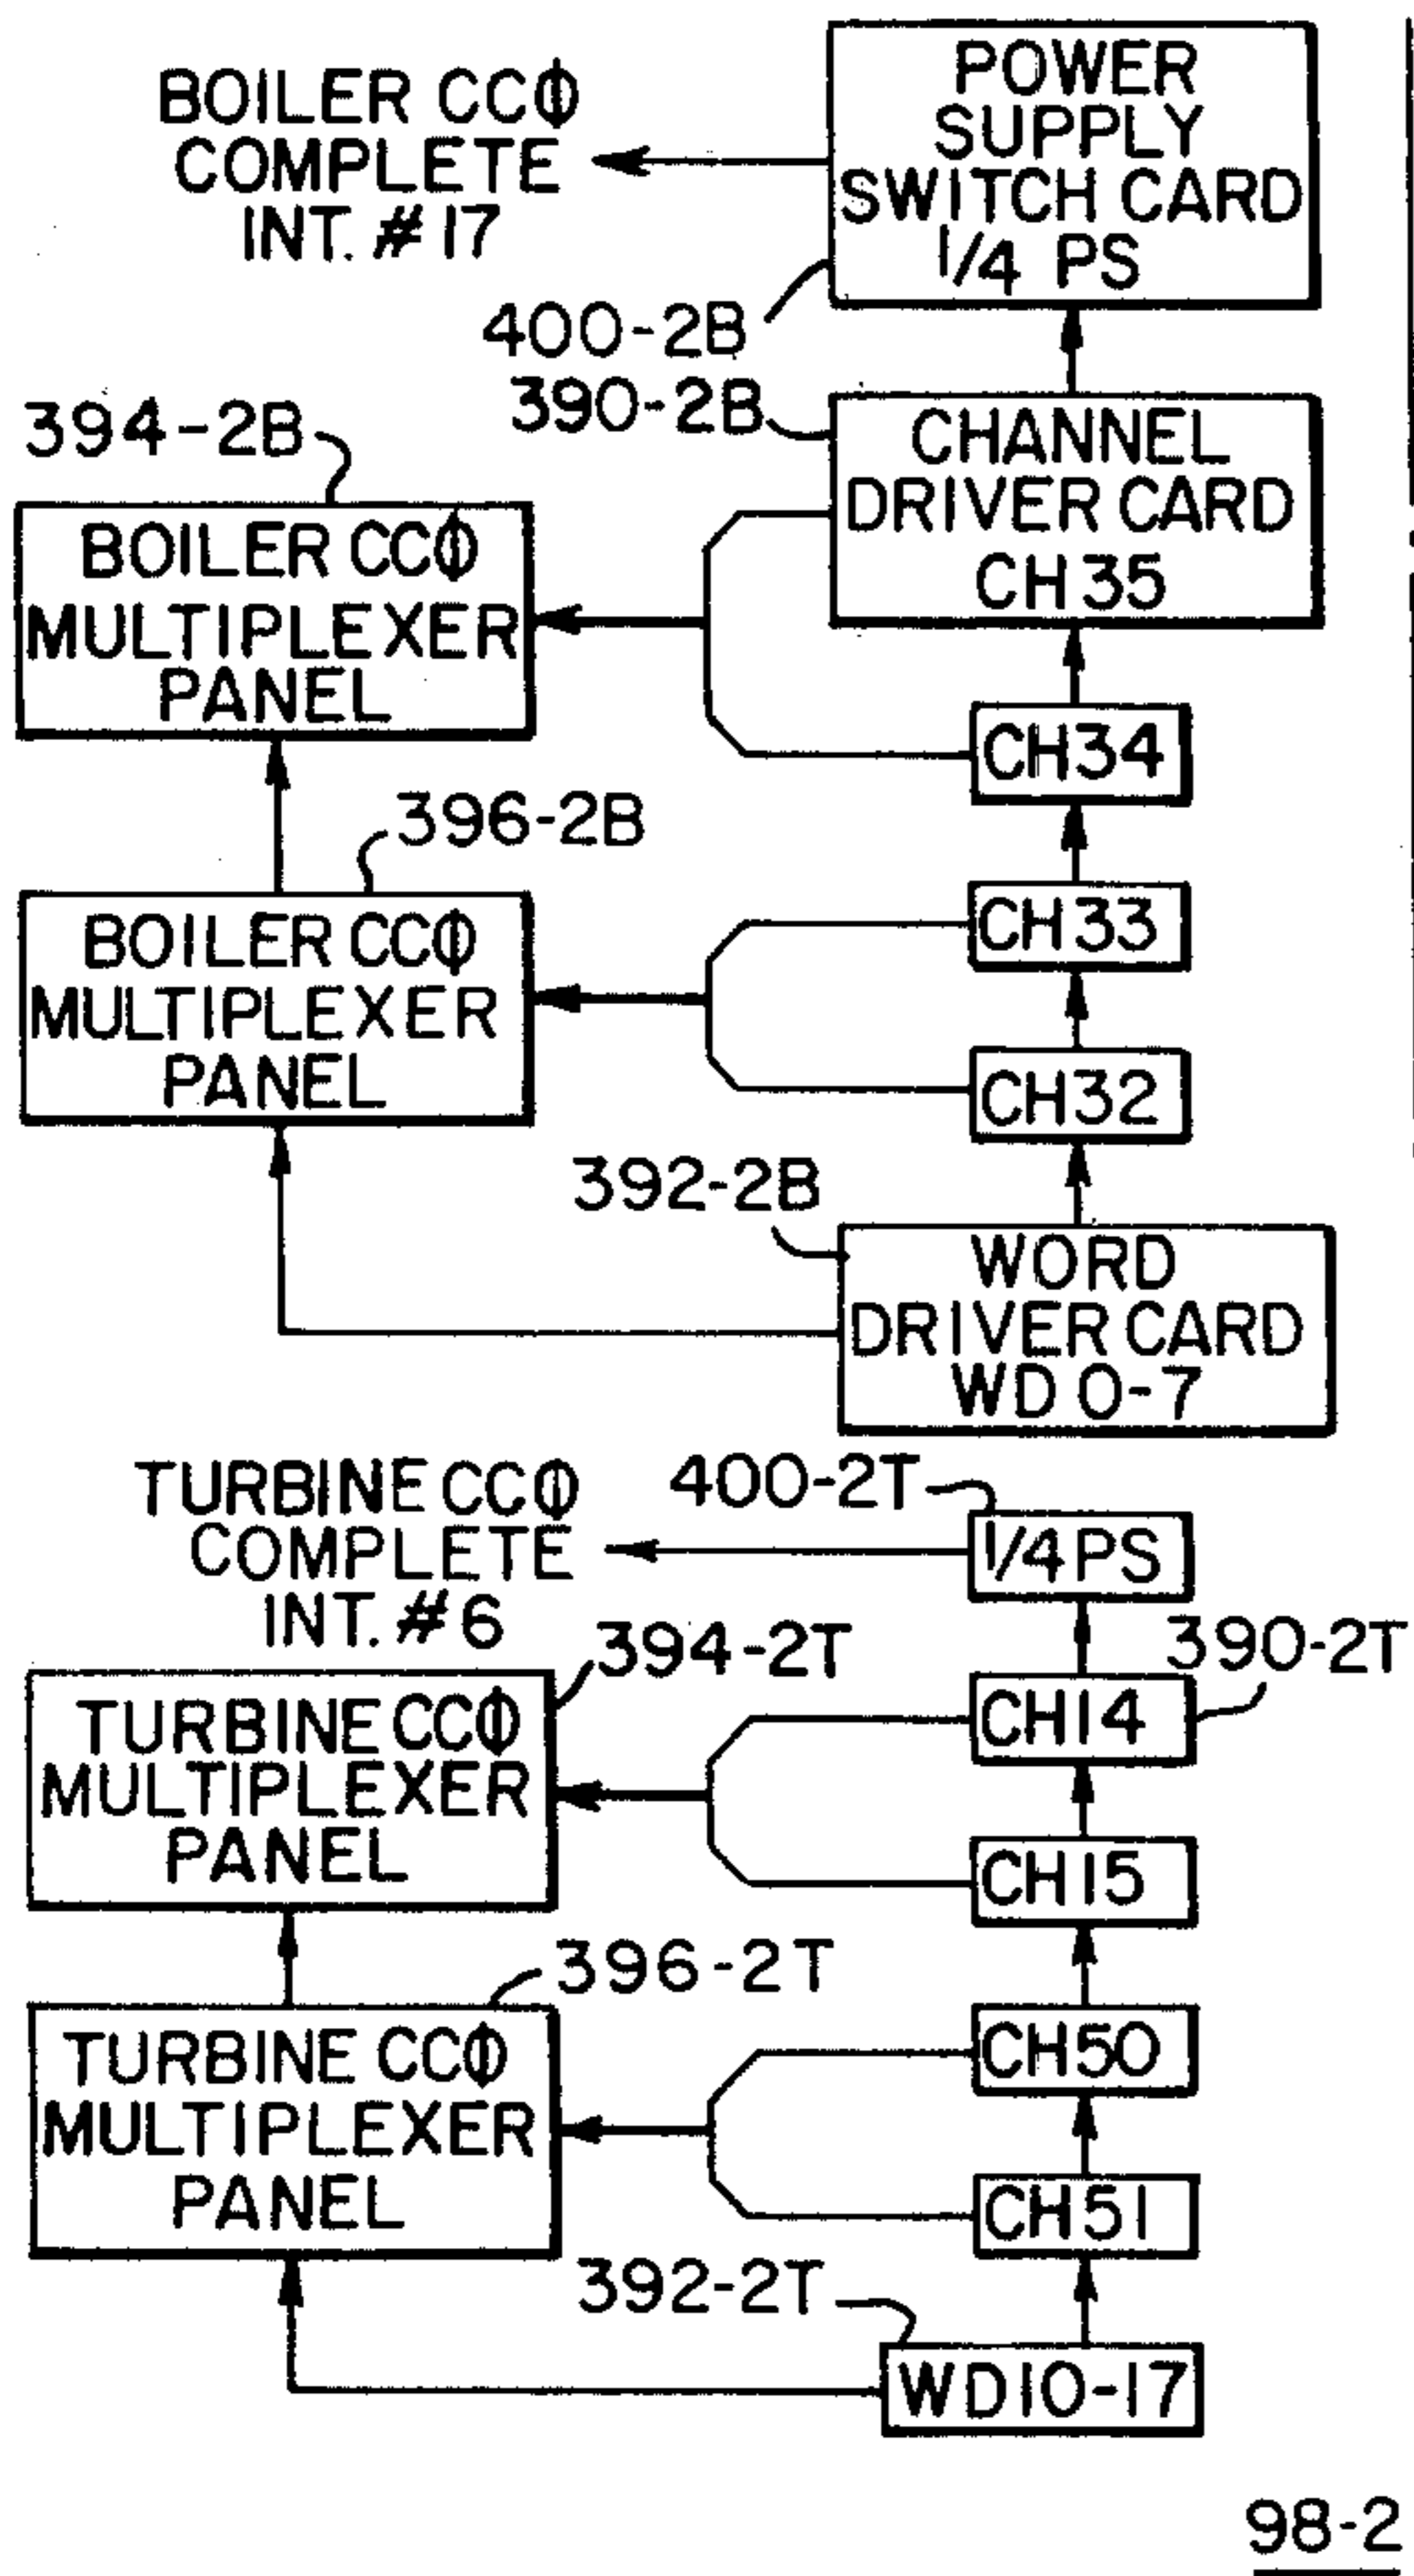 BOILER CCΦ
COMPLETE
INT. #17
POWER
SUPPLY
SWITCH CARD
1/4 PS
400-2B
390-2B
CHANNEL
DRIVER CARD
CH35
394-2B
BOILER CCΦ
MULTIPLEXER
PANEL
CH34
396-2B
CH33
BOILER CCΦ
MULTIPLEXER
PANEL
CH32
392-2B
WORD
DRIVER CARD
WD 0-7
TURBINE CCΦ
COMPLETE
INT. #6
400-2T
1/4 PS
394-2T
390-2T
CH14
TURBINE CCΦ
MULTIPLEXER
PANEL
CH15
396-2T
CH50
TURBINE CCΦ
MULTIPLEXER
PANEL
CH51
392-2T
WD10-17
98-2